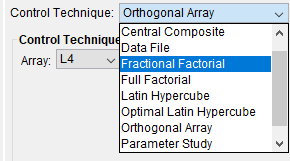 Control Technique: Orthogonal Array
Central Composite
Data File
Control Technique
Fractional Factorial
Array: L4
Full Factorial
Latin Hypercube
Optimal Latin Hypercube
Orthogonal Array
Parameter Study